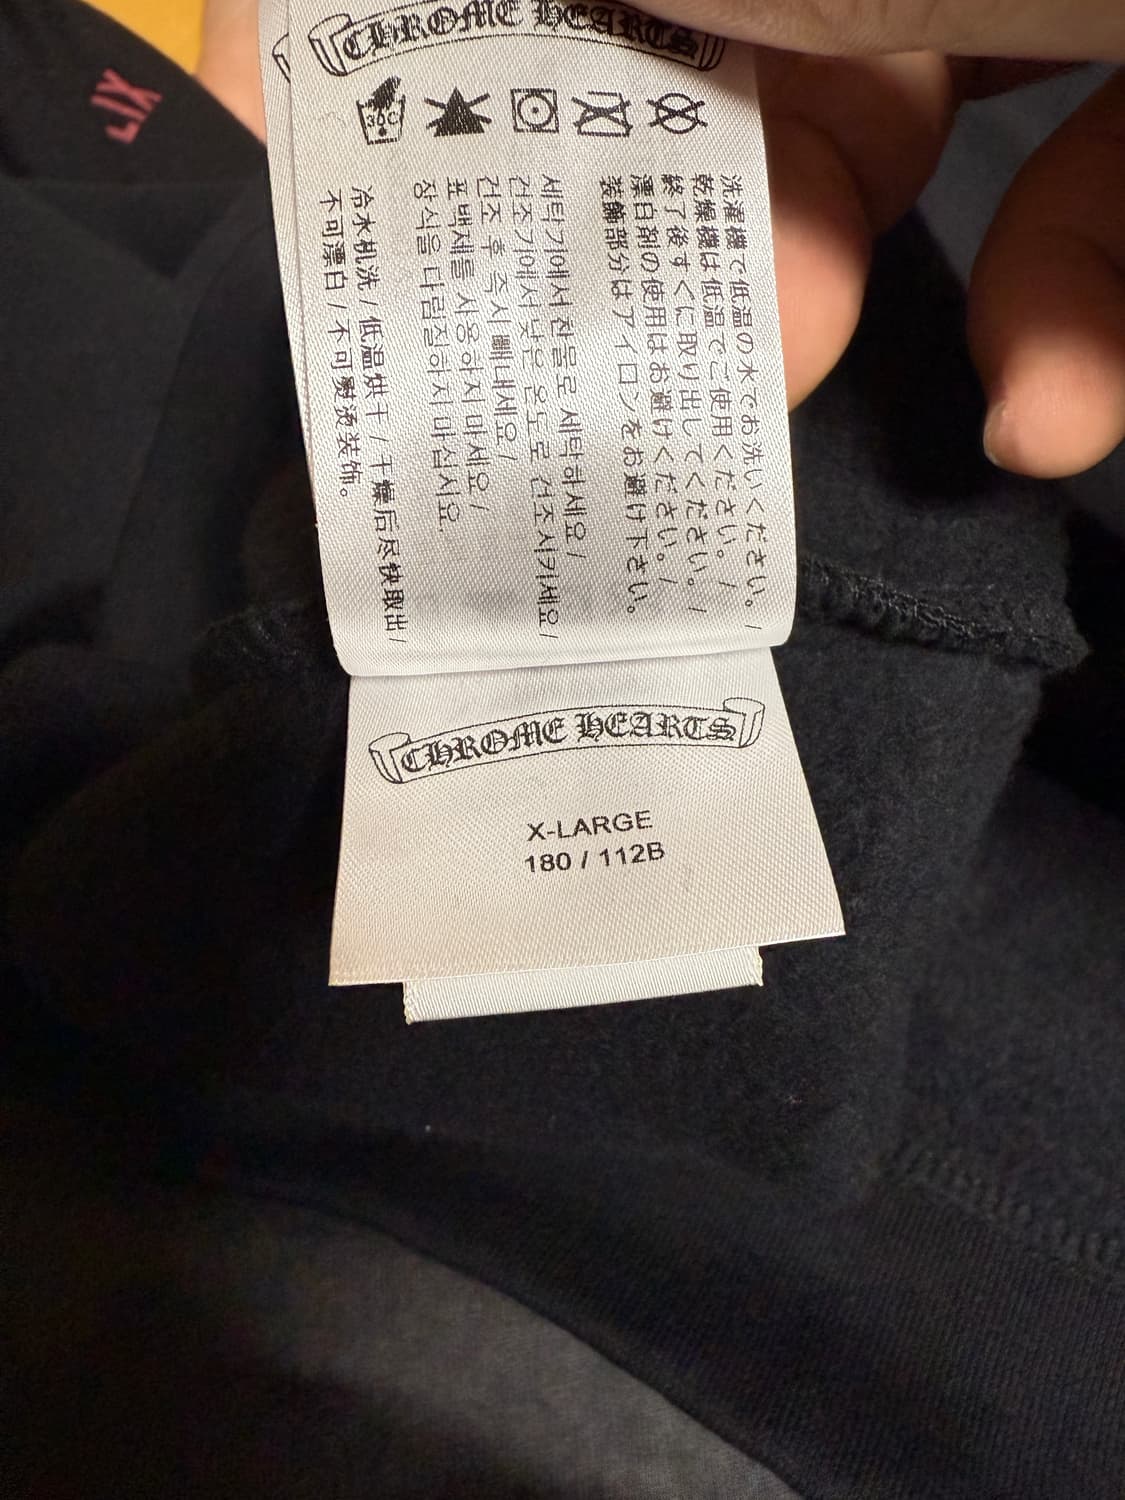 CHROME HEARTS
30C
洗濯機で低温の水でお洗いください。/
乾燥機は低温でご使用ください。/
終了後すぐに取り出してください。/
漂白剤の使用はお避けください。/
装飾部分はアイロンをお避け下さい。
세탁기에서 찬물로 세탁하세요/
건조기에서 낮은 온도로 건조시키세요/
건조 후 즉시 빼내세요/
표백제를 사용하지 마세요/
장식을 다림질하지 마십시요.
冷水机洗/低温烘干/干燥后尽快取出/
不可漂白/不可熨烫装饰。
CHROME HEARTS
X-LARGE
180 / 112B